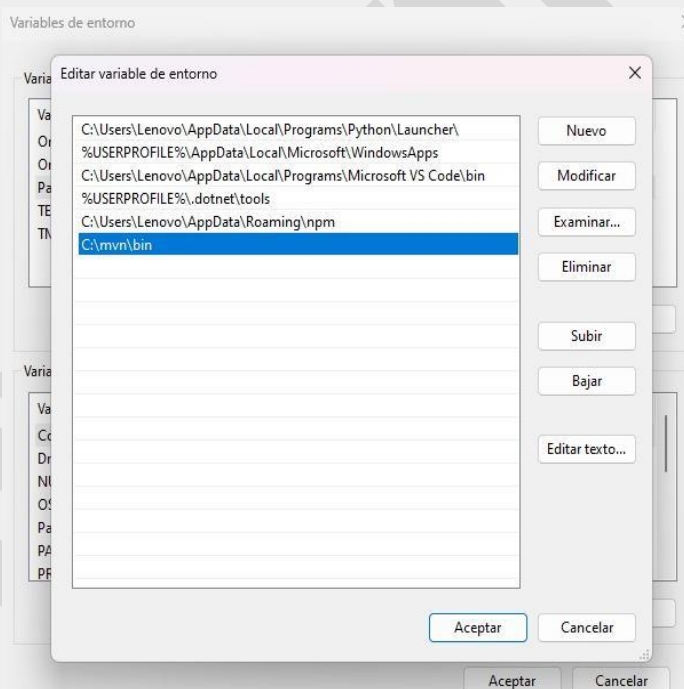 Variables de entorno
Editar variable de entorno
C:\Users\Lenovo\AppData\Local\Programs\Python\Launcher\
%USERPROFILE%\AppData\Local\Microsoft\WindowsApps
C:\Users\Lenovo\AppData\Local\Programs\Microsoft VS Code\bin
%USERPROFILE%\.dotnet\tools
C:\Users\Lenovo\AppData\Roaming\npm
C:\mvn\bin
Nuevo
Modificar
Examinar...
Eliminar
Subir
Bajar
Editar texto...
Aceptar
Cancelar
Aceptar
Cancelar